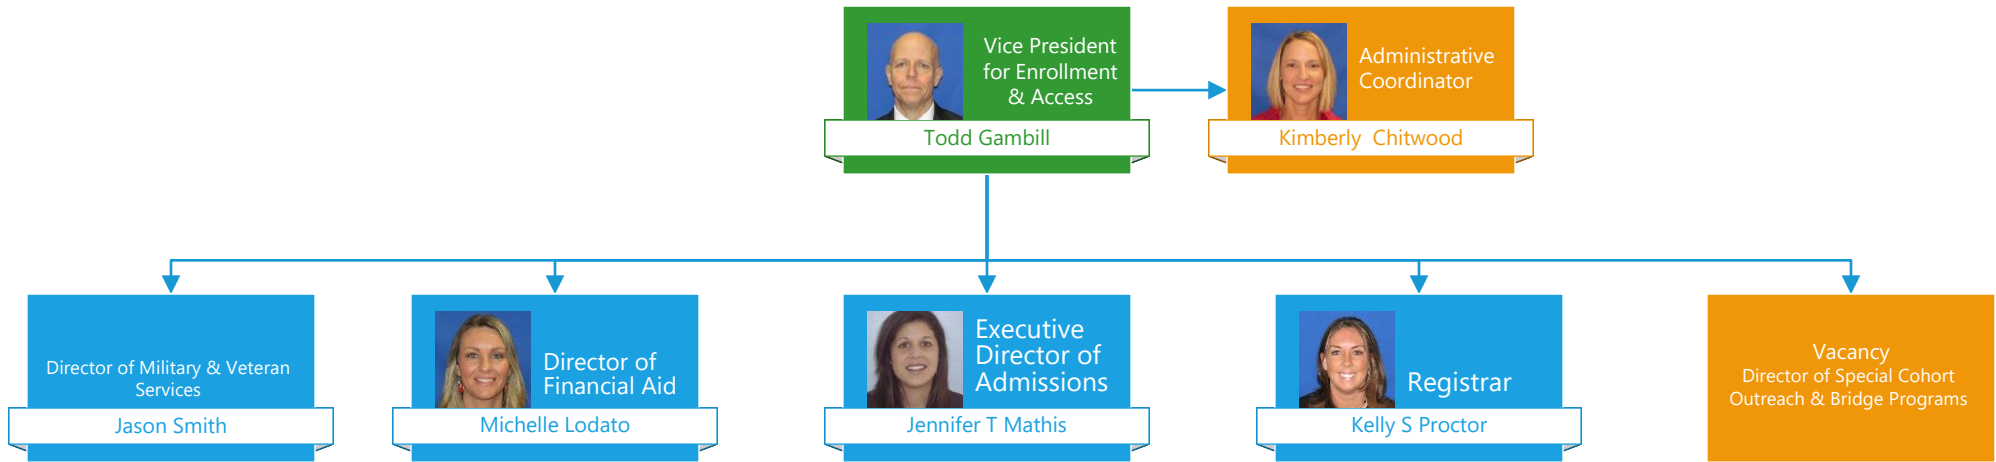 Vice President
for Enrollment
& Access
Todd Gambill
Administrative
Coordinator
Kimberly  Chitwood
Director of Military & Veteran
Services
Jason Smith
Director of
Financial Aid
Michelle Lodato
Executive
Director of
Admissions
Jennifer T Mathis
Registrar
Kelly S Proctor
Vacancy
Director of Special Cohort
Outreach & Bridge Programs